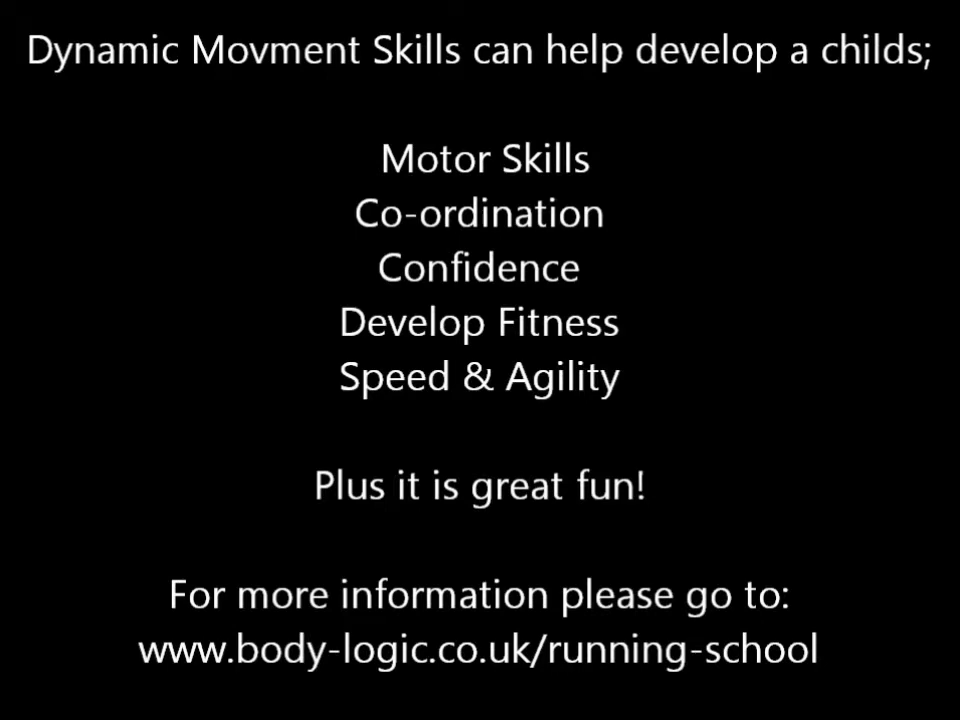 Dynamic Movment Skills can help develop a childs;
Motor Skills
Co-ordination
Confidence
Develop Fitness
Speed & Agility
Plus it is great fun!
For more information please go to:
www.body-logic.co.uk/running-school